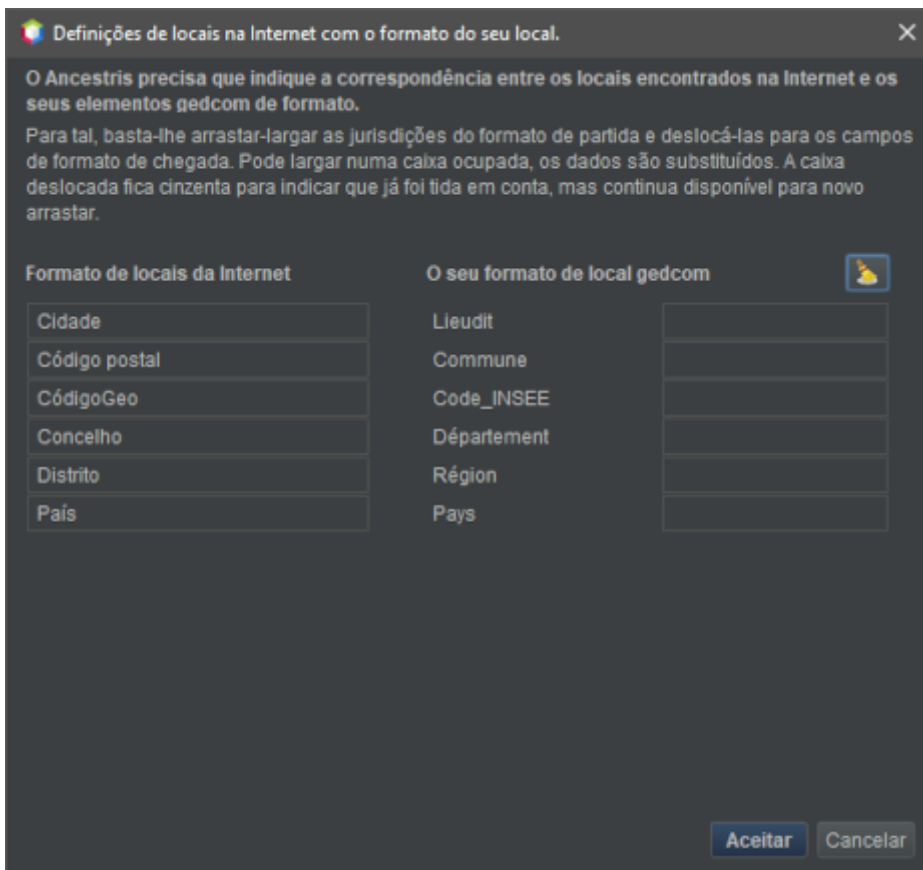 Definições de locais na Internet com o formato do seu local.
O Ancestris precisa que indique a correspondência entre os locais encontrados na Internet e os
seus elementos gedcom de formato.
Para tal, basta-lhe arrastar-largar as jurisdições do formato de partida e deslocá-las para os campos
de formato de chegada. Pode largar numa caixa ocupada, os dados são substituídos. A caixa
deslocada fica cinzenta para indicar que já foi tida em conta, mas continua disponível para novo
arrastar.
Formato de locais da Internet
O seu formato de local gedcom
Cidade
Lieudit
Código postal
Commune
CódigoGeo
Code_INSEE
Concelho
Département
Distrito
Région
País
Pays
Aceitar
Cancelar